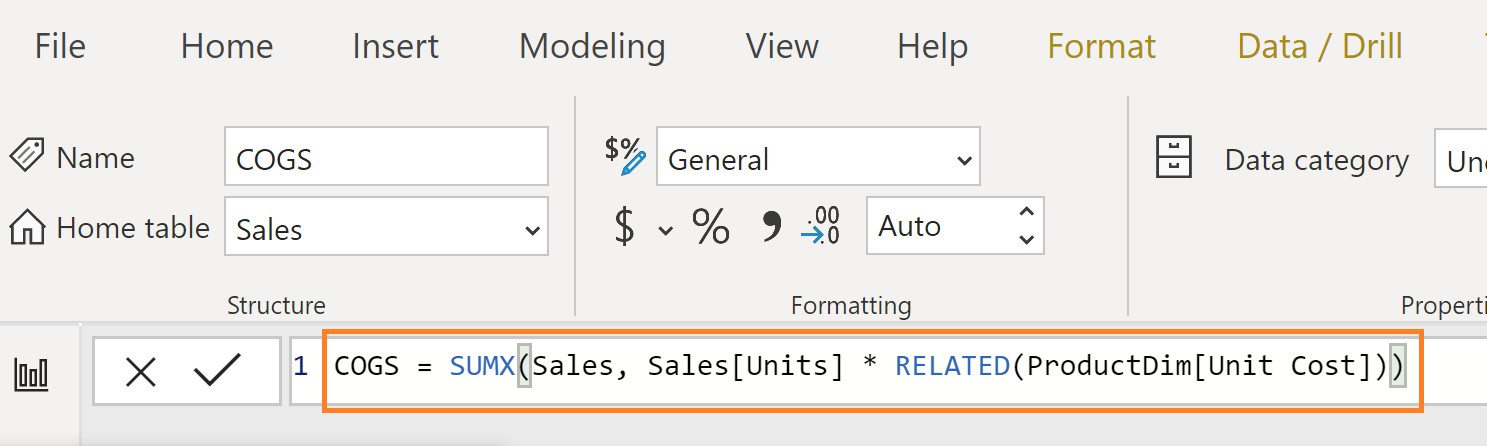 File Home Insert Modeling View Help Format Data / Drill
Name COGS $% General Data category
Home table Sales $ % , .00 .0 Auto
Structure Formatting
1 COGS = SUMX(Sales, Sales[Units] * RELATED(ProductDim[Unit Cost]))